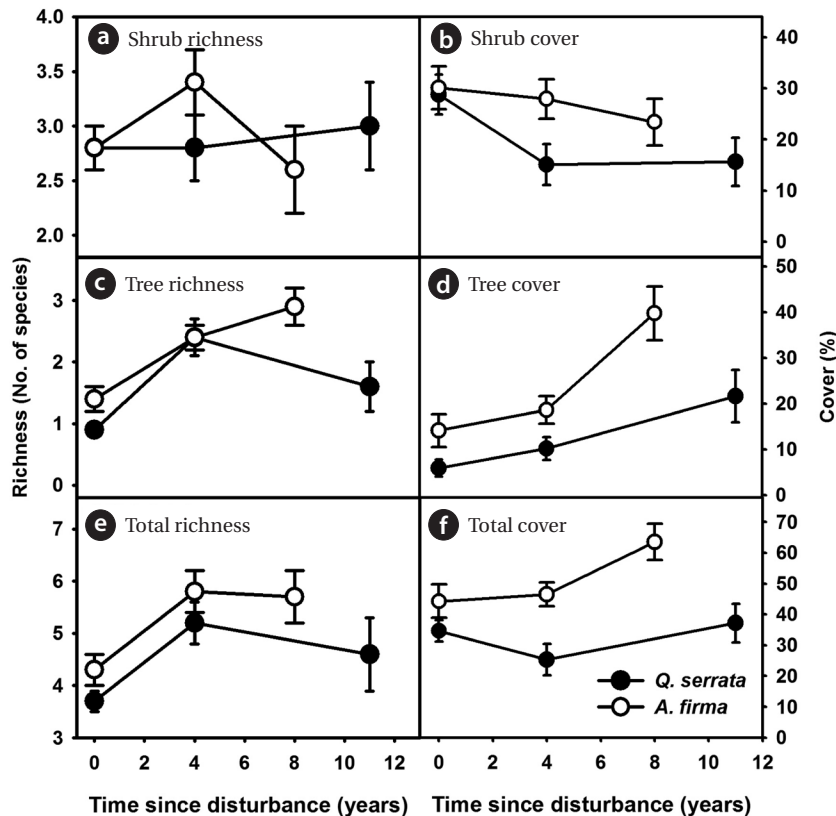 a Shrub richness
b Shrub cover
4.0
3.5
3.0
2.5
2.0
40
30
20
10
0
c Tree richness
d Tree cover
3
2
1
0
50
40
30
20
10
0
e Total richness
f Total cover
7
6
5
4
3
70
60
50
40
30
20
10
0
Richness (No. of species)
Cover (%)
Q. serrata
A. firma
0 2 4 6 8 10 12
0 2 4 6 8 10 12
Time since disturbance (years)
Time since disturbance (years)